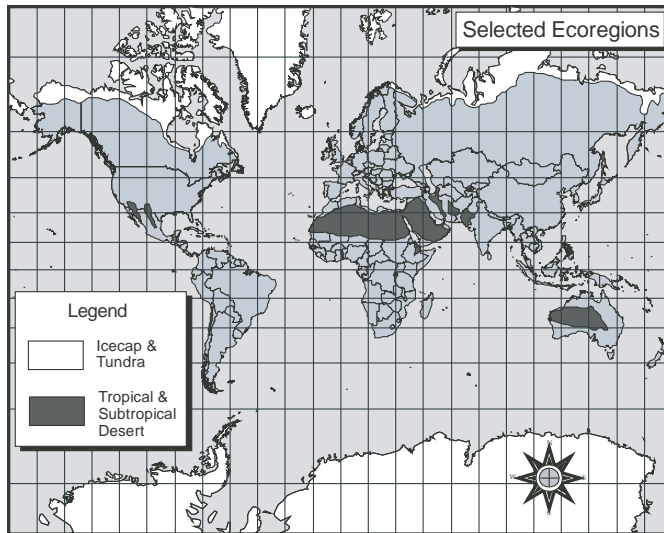 Selected Ecoregions
Legend
Icecap &
Tundra
Tropical &
Subtropical
Desert
N
W
E
S